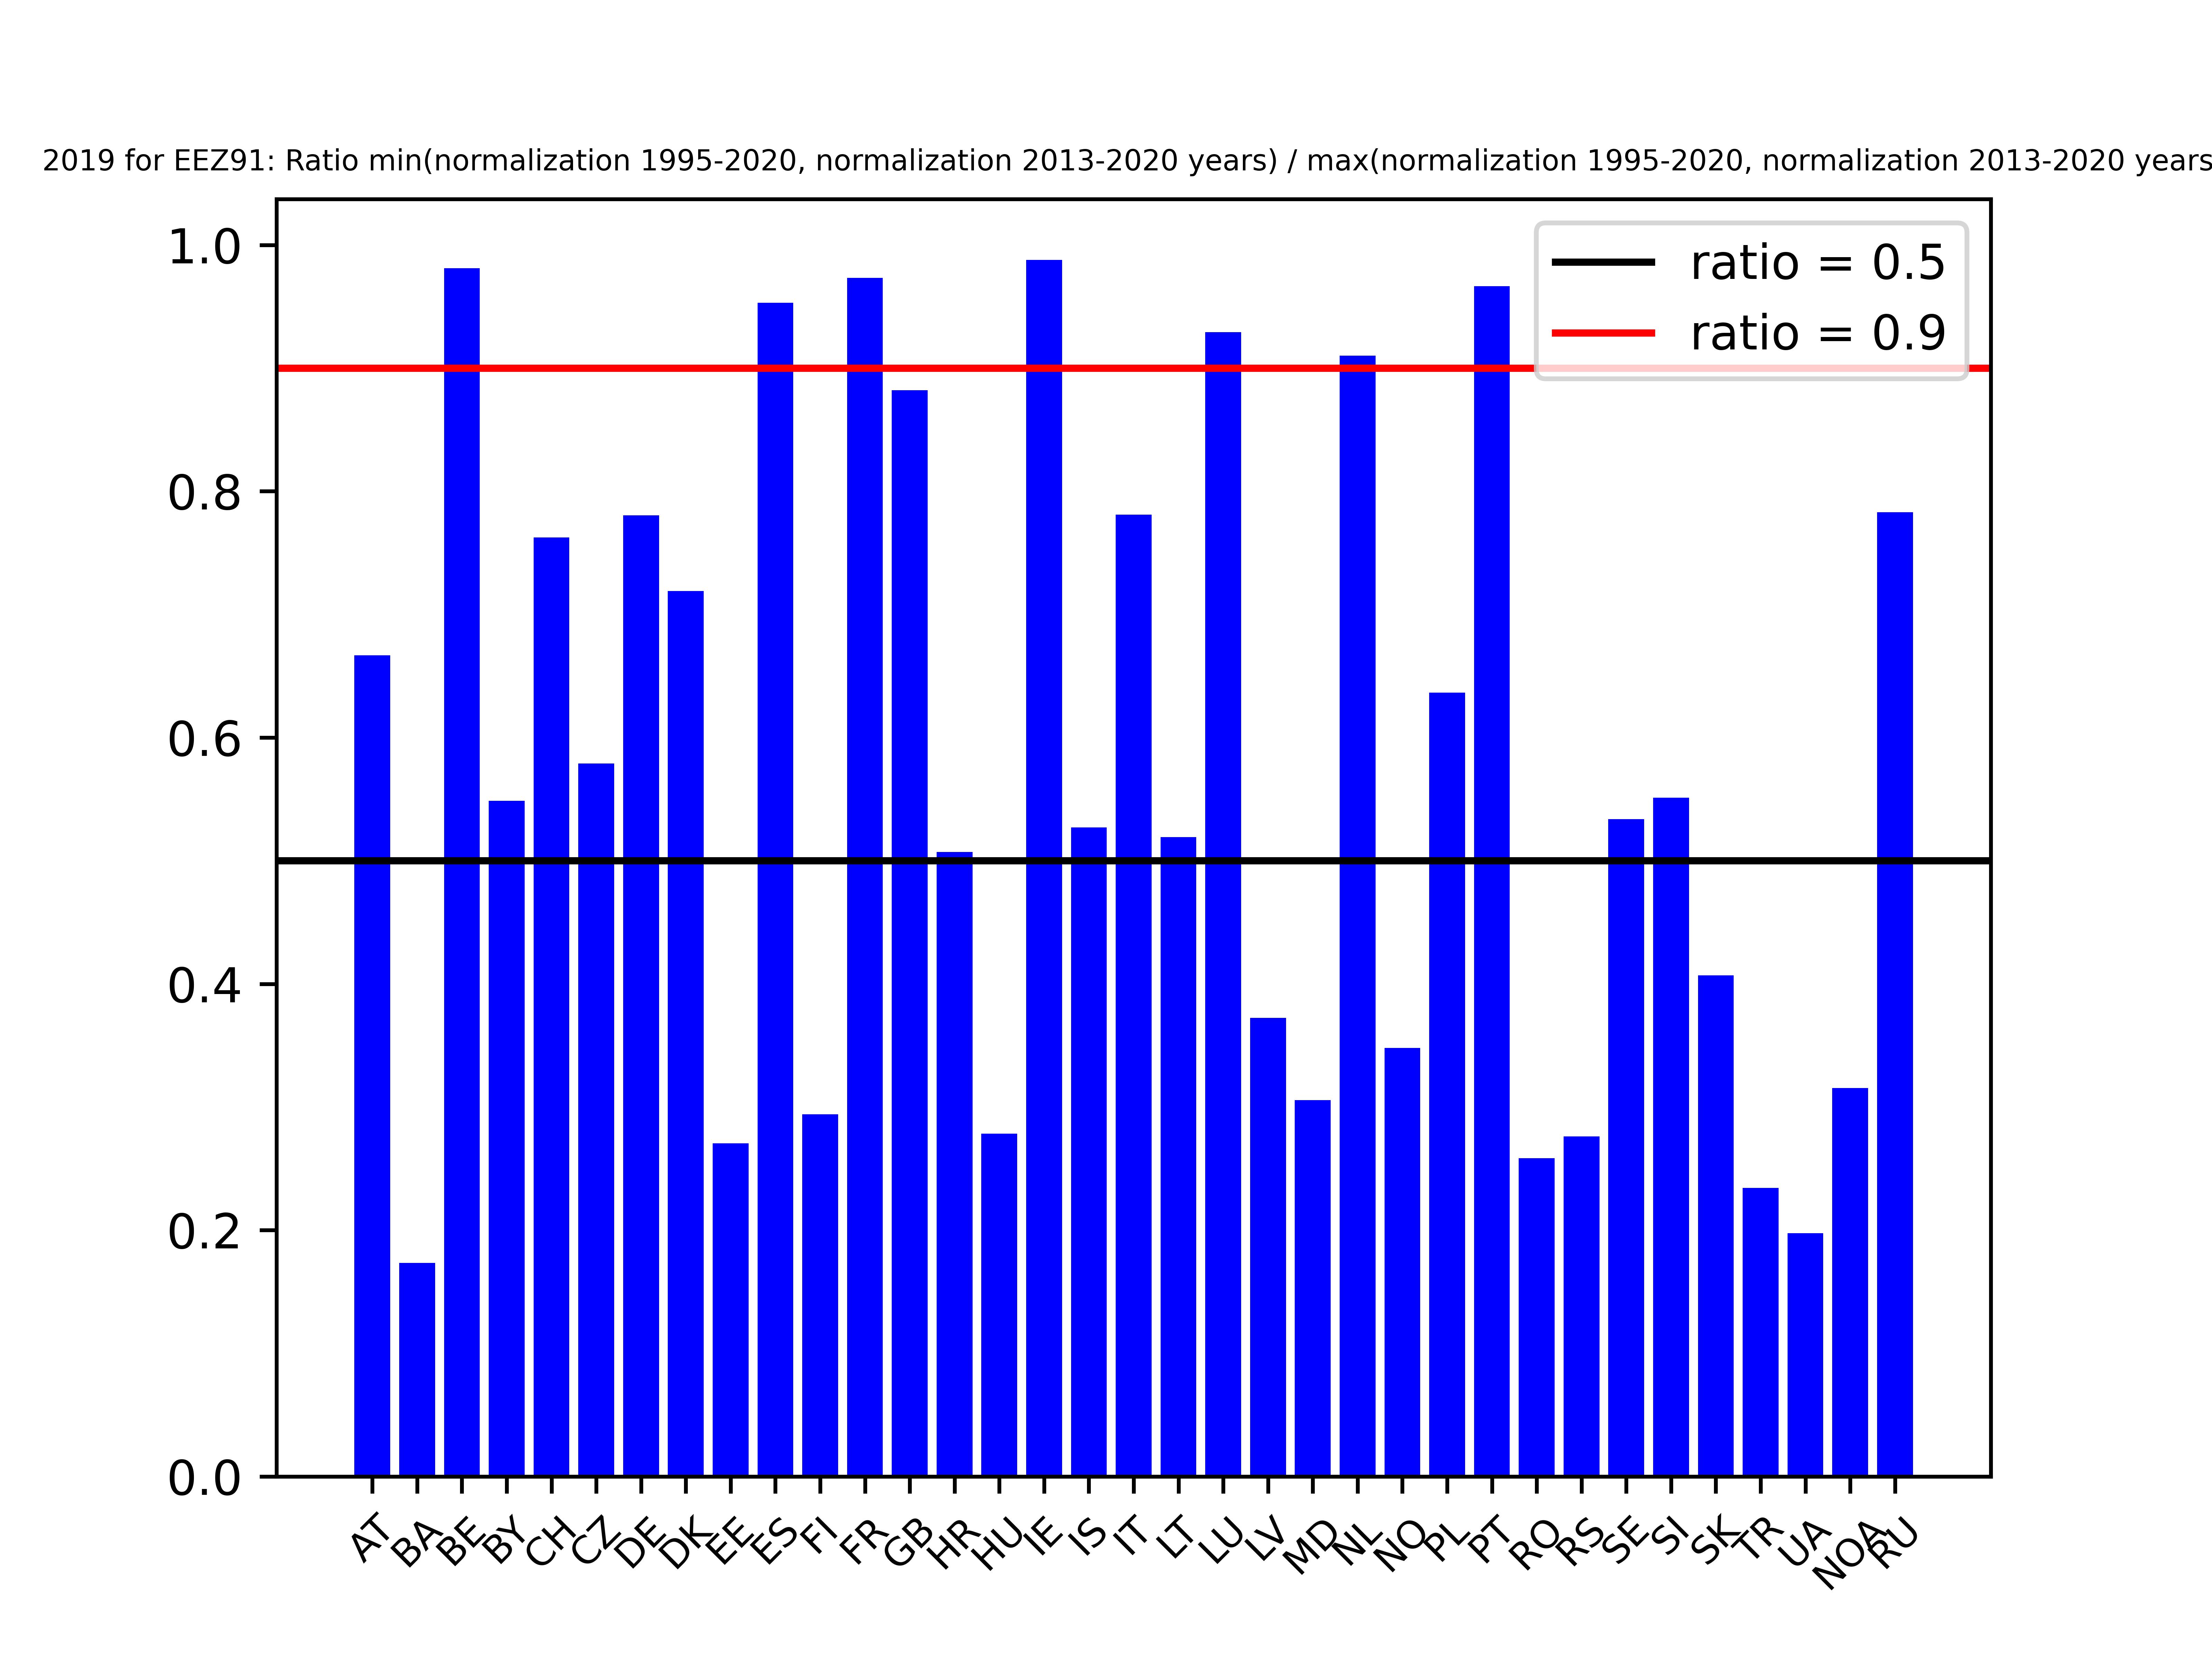 2019 for EEZ91: Ratio min(normalization 1995-2020, normalization 2013-2020 years) / max(normalization 1995-2020, normalization 2013-2020 years
ratio = 0.5
ratio = 0.9
1.0
0.8
0.6
0.4
0.2
0.0
AT BA BE BY CH CZ DE DK EE ES FI FR GB HR HU IE IS IT LT LU LV MD NL NO PL PT RO RS SE SI SK TR UA NOA RU